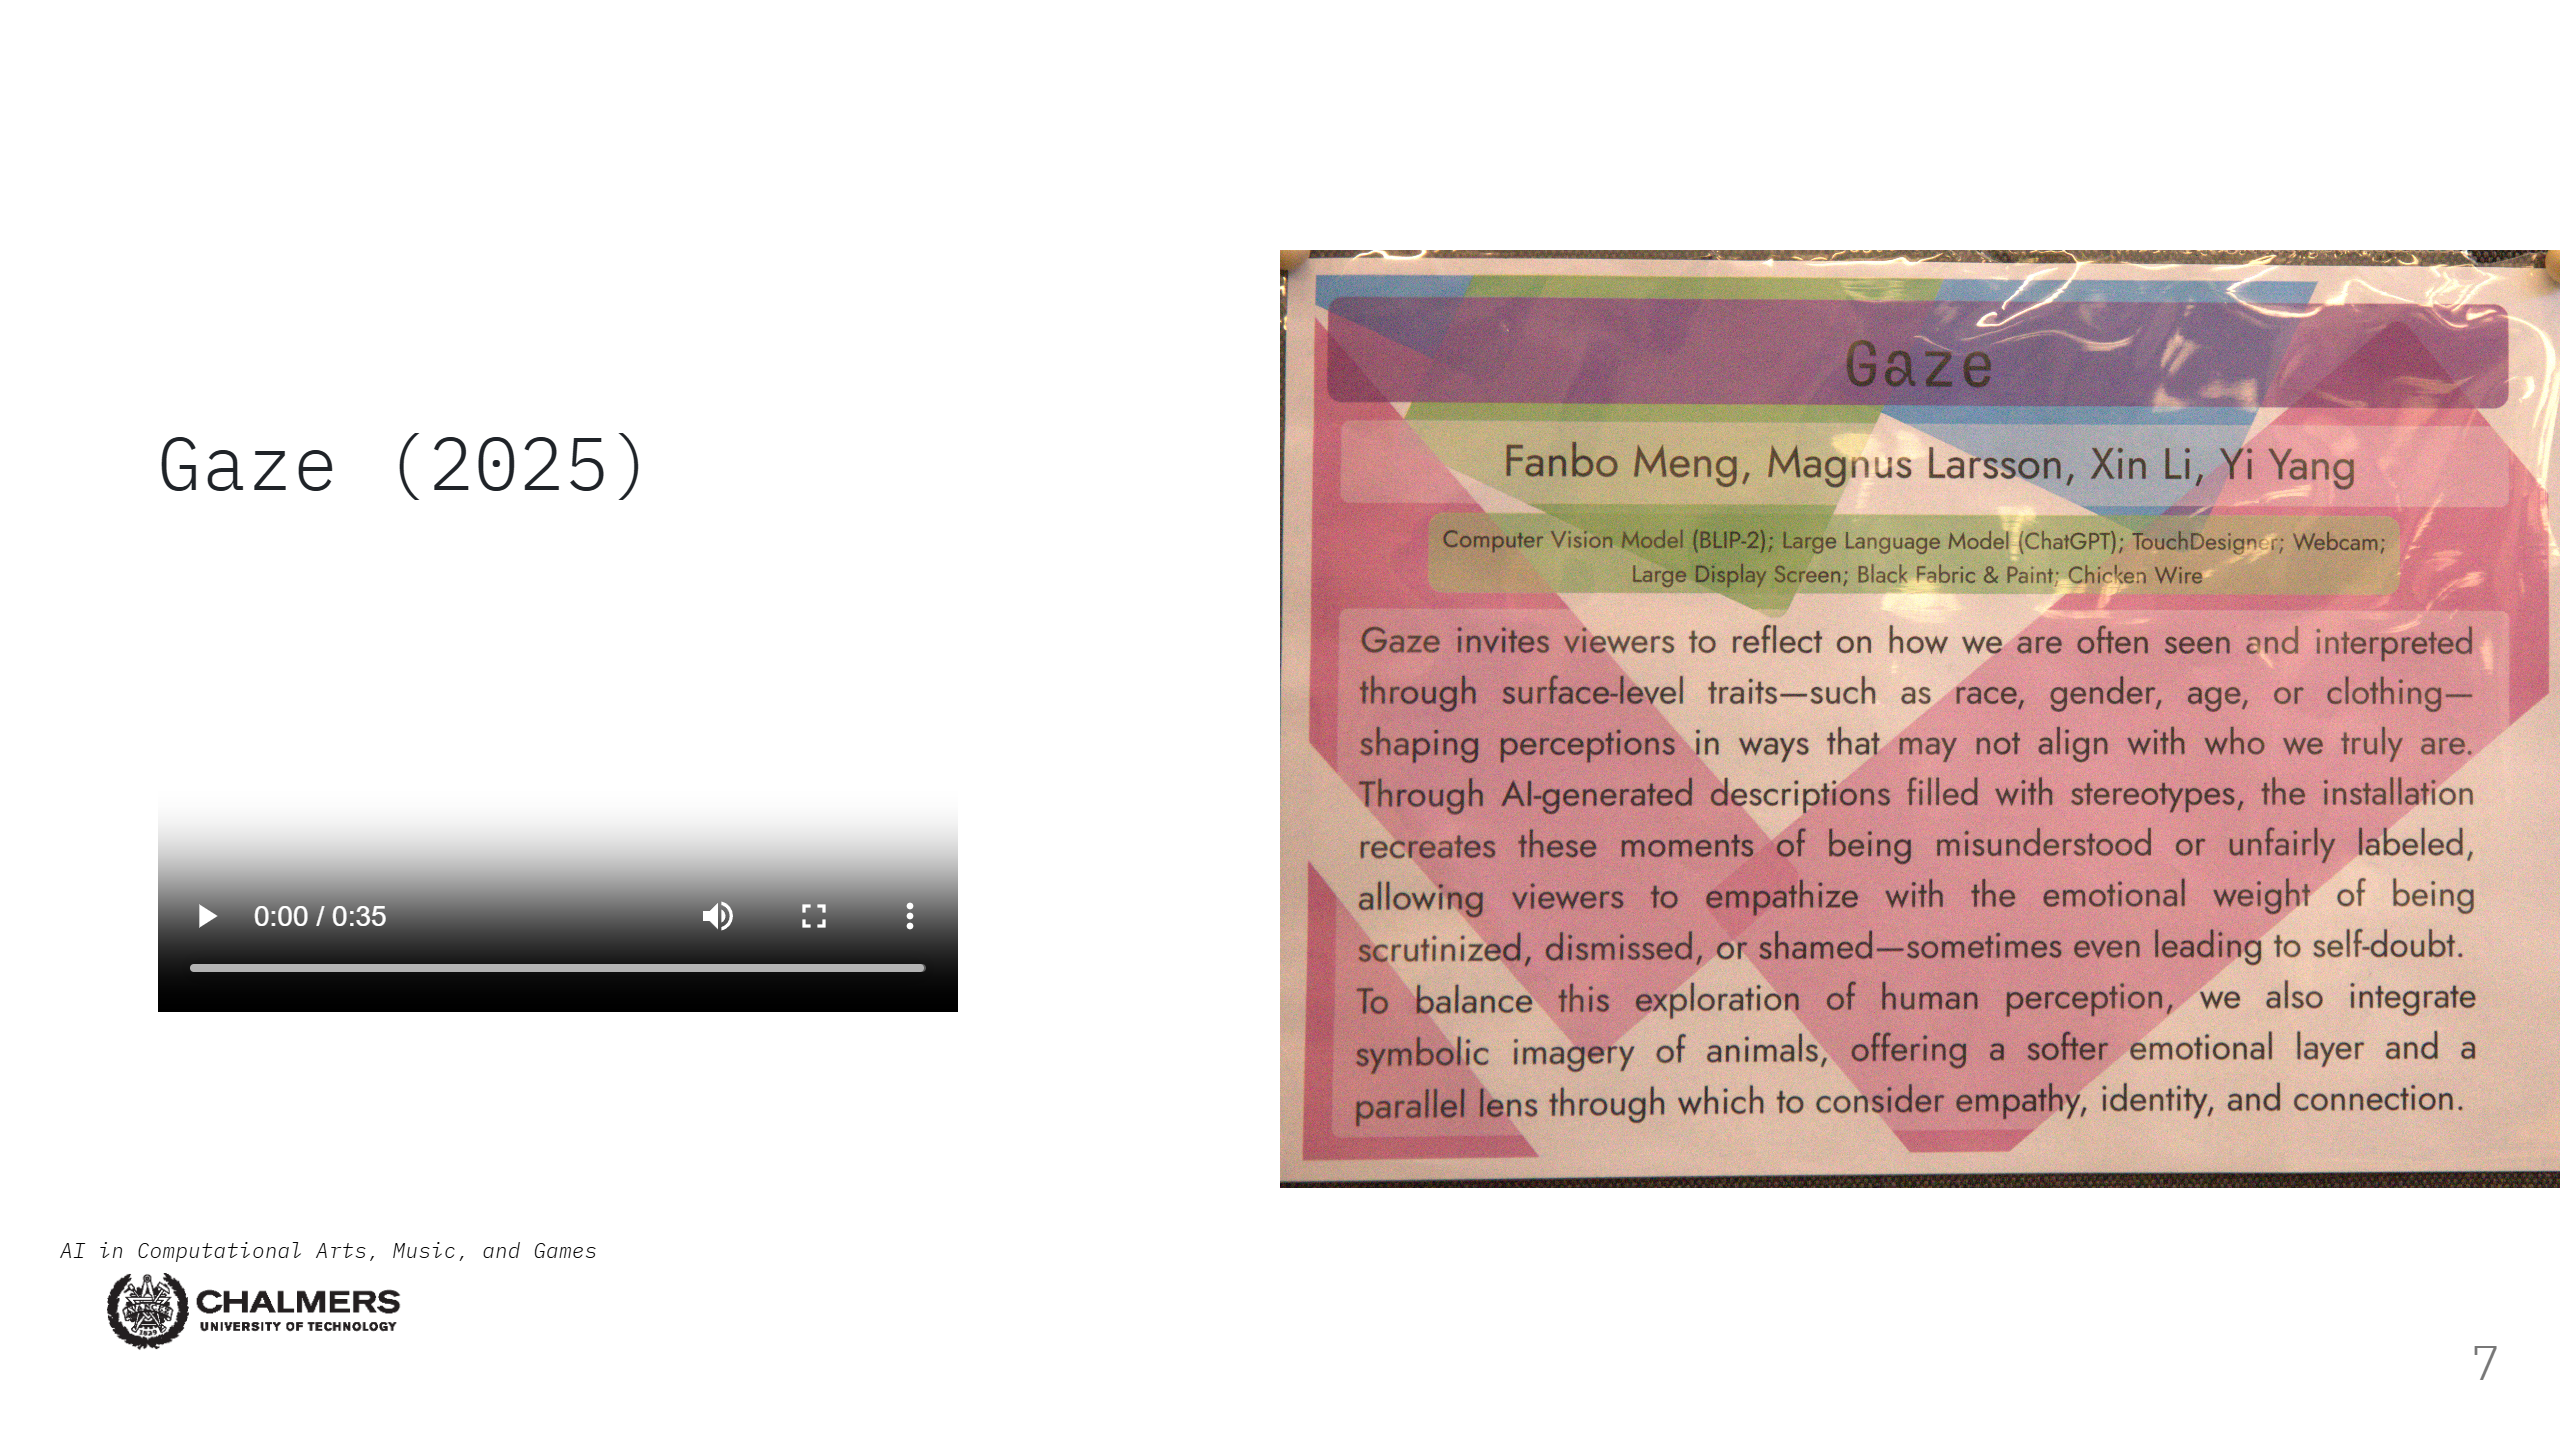 Gaze (2025)
0:00 / 0:35
Gaze
Fanbo Meng, Magnus Larsson, Xin Li, Yi Yang
Computer Vision Model (BLIP-2); Large Language Model (ChatGPT); TouchDesigner; Webcam;
Large Display Screen; Black Fabric & Paint; Chicken Wire
Gaze invites viewers to reflect on how we are often seen and interpreted
through surface-level traits—such as race, gender, age, or clothing—
shaping perceptions in ways that may not align with who we truly are.
Through AI-generated descriptions filled with stereotypes, the installation
recreates these moments of being misunderstood or unfairly labeled,
allowing viewers to empathize with the emotional weight of being
scrutinized, dismissed, or shamed—sometimes even leading to self-doubt.
To balance this exploration of human perception, we also integrate
symbolic imagery of animals, offering a softer emotional layer and a
parallel lens through which to consider empathy, identity, and connection.
AI in Computational Arts, Music, and Games
AVANCEZ
1829
CHALMERS
UNIVERSITY OF TECHNOLOGY
7